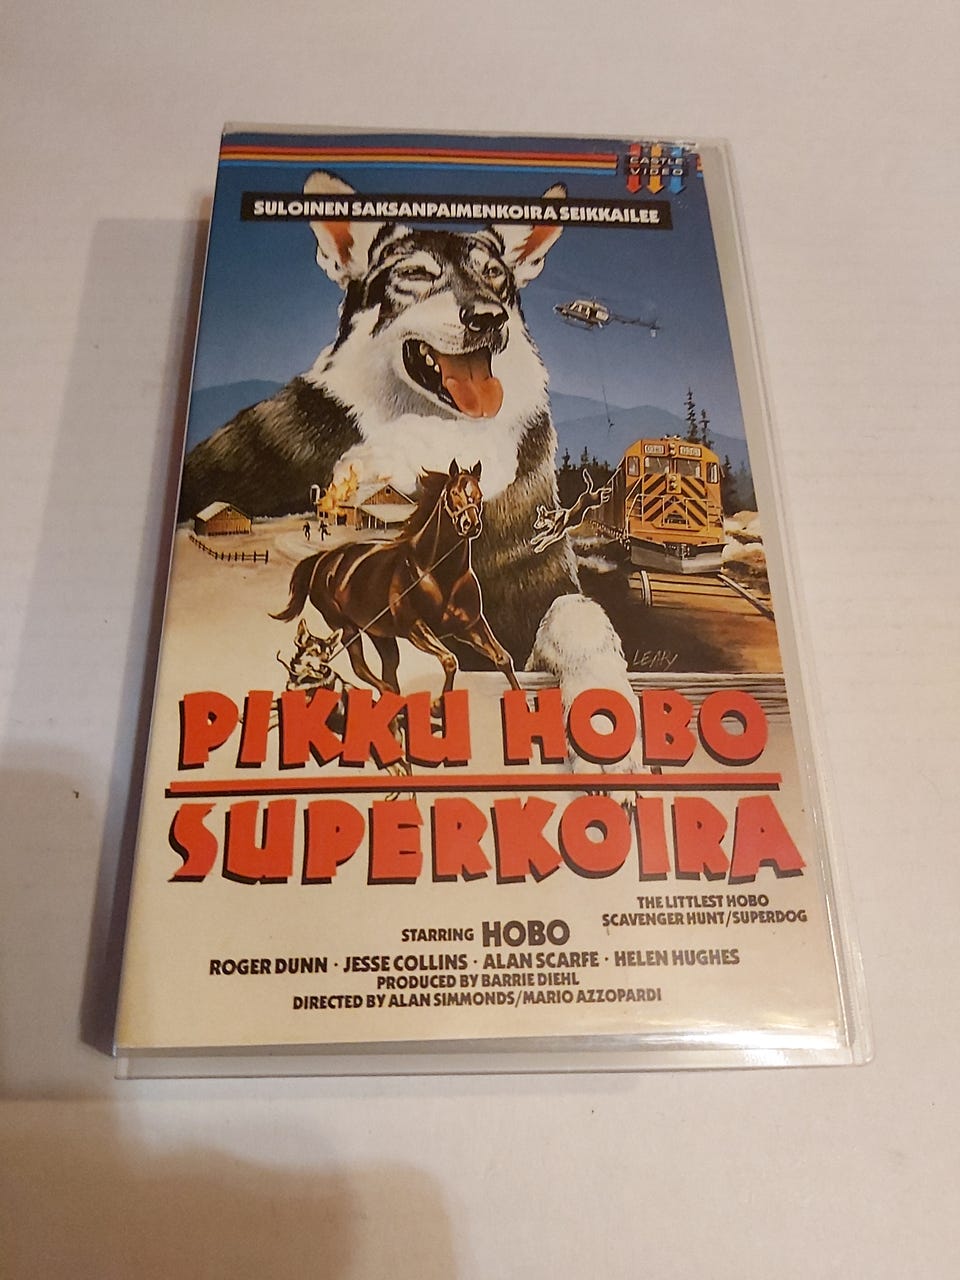 CASTLE
VIDEO
SULOINEN SAKSANPAIMENKOIRA SEIKKAILEE
LEAHY
PIKKU HOBO
SUPERKOIRA
THE LITTLEST HOBO
SCAVENGER HUNT/SUPERDOG
STARRING HOBO
ROGER DUNN · JESSE COLLINS · ALAN SCARFE · HELEN HUGHES
PRODUCED BY BARRIE DIEHL
DIRECTED BY ALAN SIMMONDS/MARIO AZZOPARDI